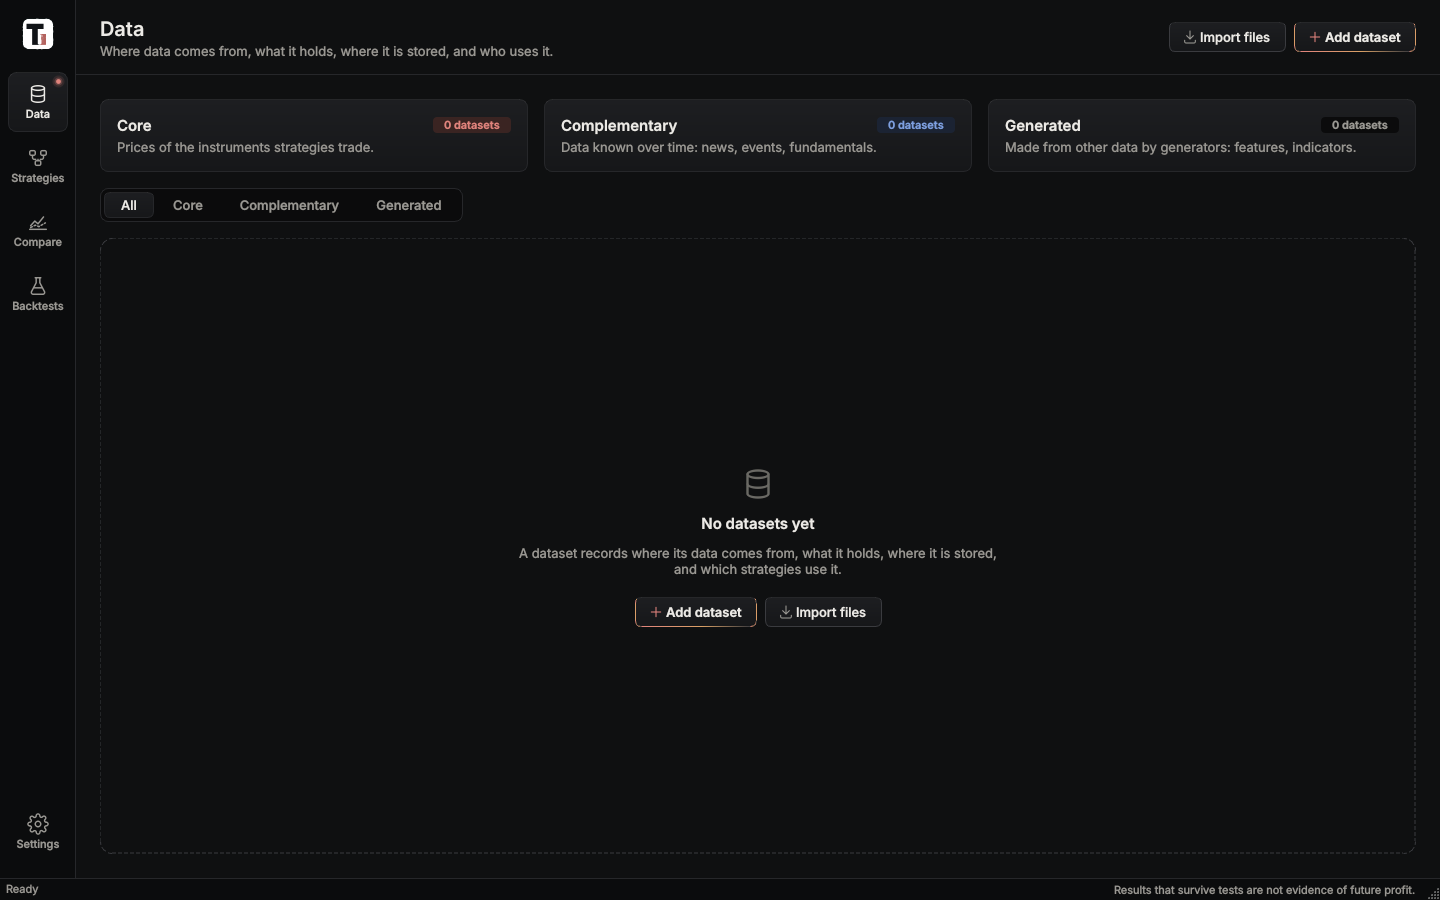 Ti
Data
Where data comes from, what it holds, where it is stored, and who uses it.
Import files
Add dataset
Data
Strategies
Compare
Backtests
Settings
Core
0 datasets
Prices of the instruments strategies trade.
Complementary
0 datasets
Data known over time: news, events, fundamentals.
Generated
0 datasets
Made from other data by generators: features, indicators.
All
Core
Complementary
Generated
No datasets yet
A dataset records where its data comes from, what it holds, where it is stored,
and which strategies use it.
Add dataset
Import files
Ready
Results that survive tests are not evidence of future profit.